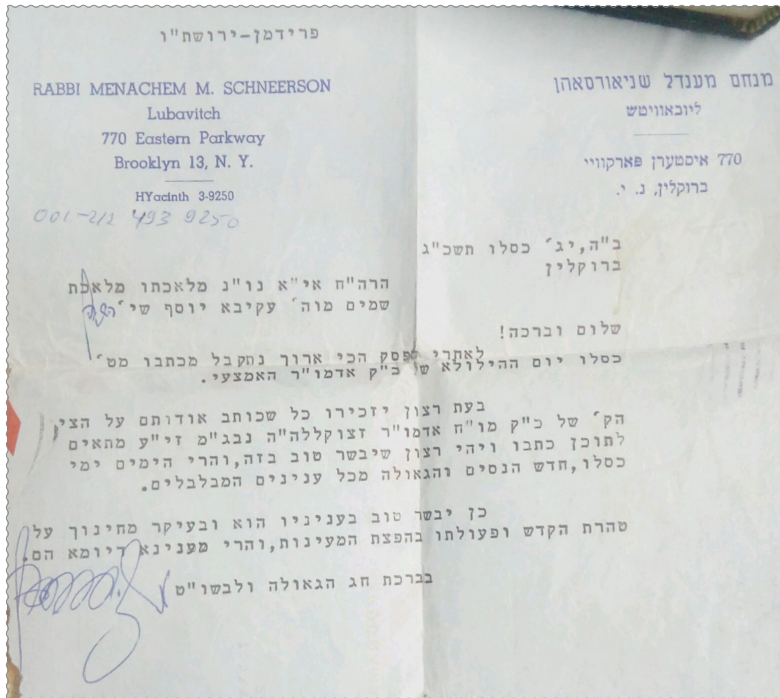 פרידמן-ירושת"ו
RABBI MENACHEM M. SCHNEERSON
Lubavitch
770 Eastern Parkway
Brooklyn 13, N. Y.
HYacinth 3-9250
001-212 493 9250
מנחם מענדל שניאורסאהן
ליובאוויטש
770 איסטערן פארקוויי
ברוקלין, נ. י.
ב"ה,יג' כסלו תשכ"ג
ברוקלין
הרה"ח אי"א נו"נ מלאכתו מלאכת
שמים מוה' עקיבא יוסף שי'
שלום וברכה!
לאחרי הפסק הכי ארוך נתקבל מכתבו מט'
כסלו יום ההילולא של כ"ק אדמו"ר האמצעי.
בעת רצון יזכירו כל שכותב אודותם על הציון
הק' של כ"ק מו"ח אדמו"ר זצוקללה"ה נבג"מ זי"ע מתאים
לתוכן כתבו ויהי רצון שיבשר טוב בזה,והרי הימים ימי
כסלו,חדש הנסים והגאולה מכל ענינים המבלבלים.
כן יבשר טוב בעניניו הוא ובעיקר מחינוך על
טהרת הקדש ופעולתו בהפצת המעינות,והרי מענינא דיומא הם.
בברכת חג הגאולה ולבשו"ט